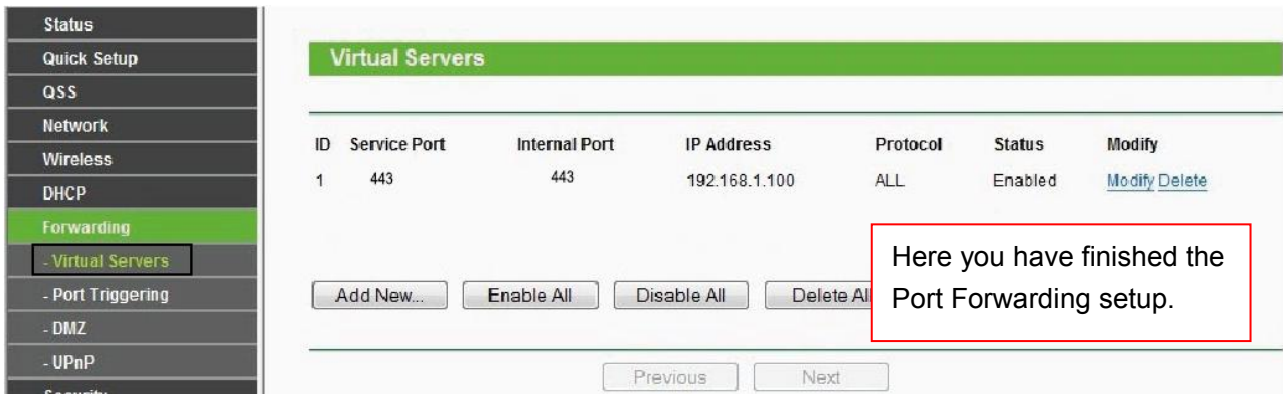 Status
Quick Setup
QSS
Network
Wireless
DHCP
Forwarding
- Virtual Servers
- Port Triggering
- DMZ
- UPnP
Security
Virtual Servers
ID Service Port Internal Port IP Address Protocol Status Modify
1 443 443 192.168.1.100 ALL Enabled Modify Delete
Add New... Enable All Disable All Delete All
Here you have finished the
Port Forwarding setup.
Previous Next